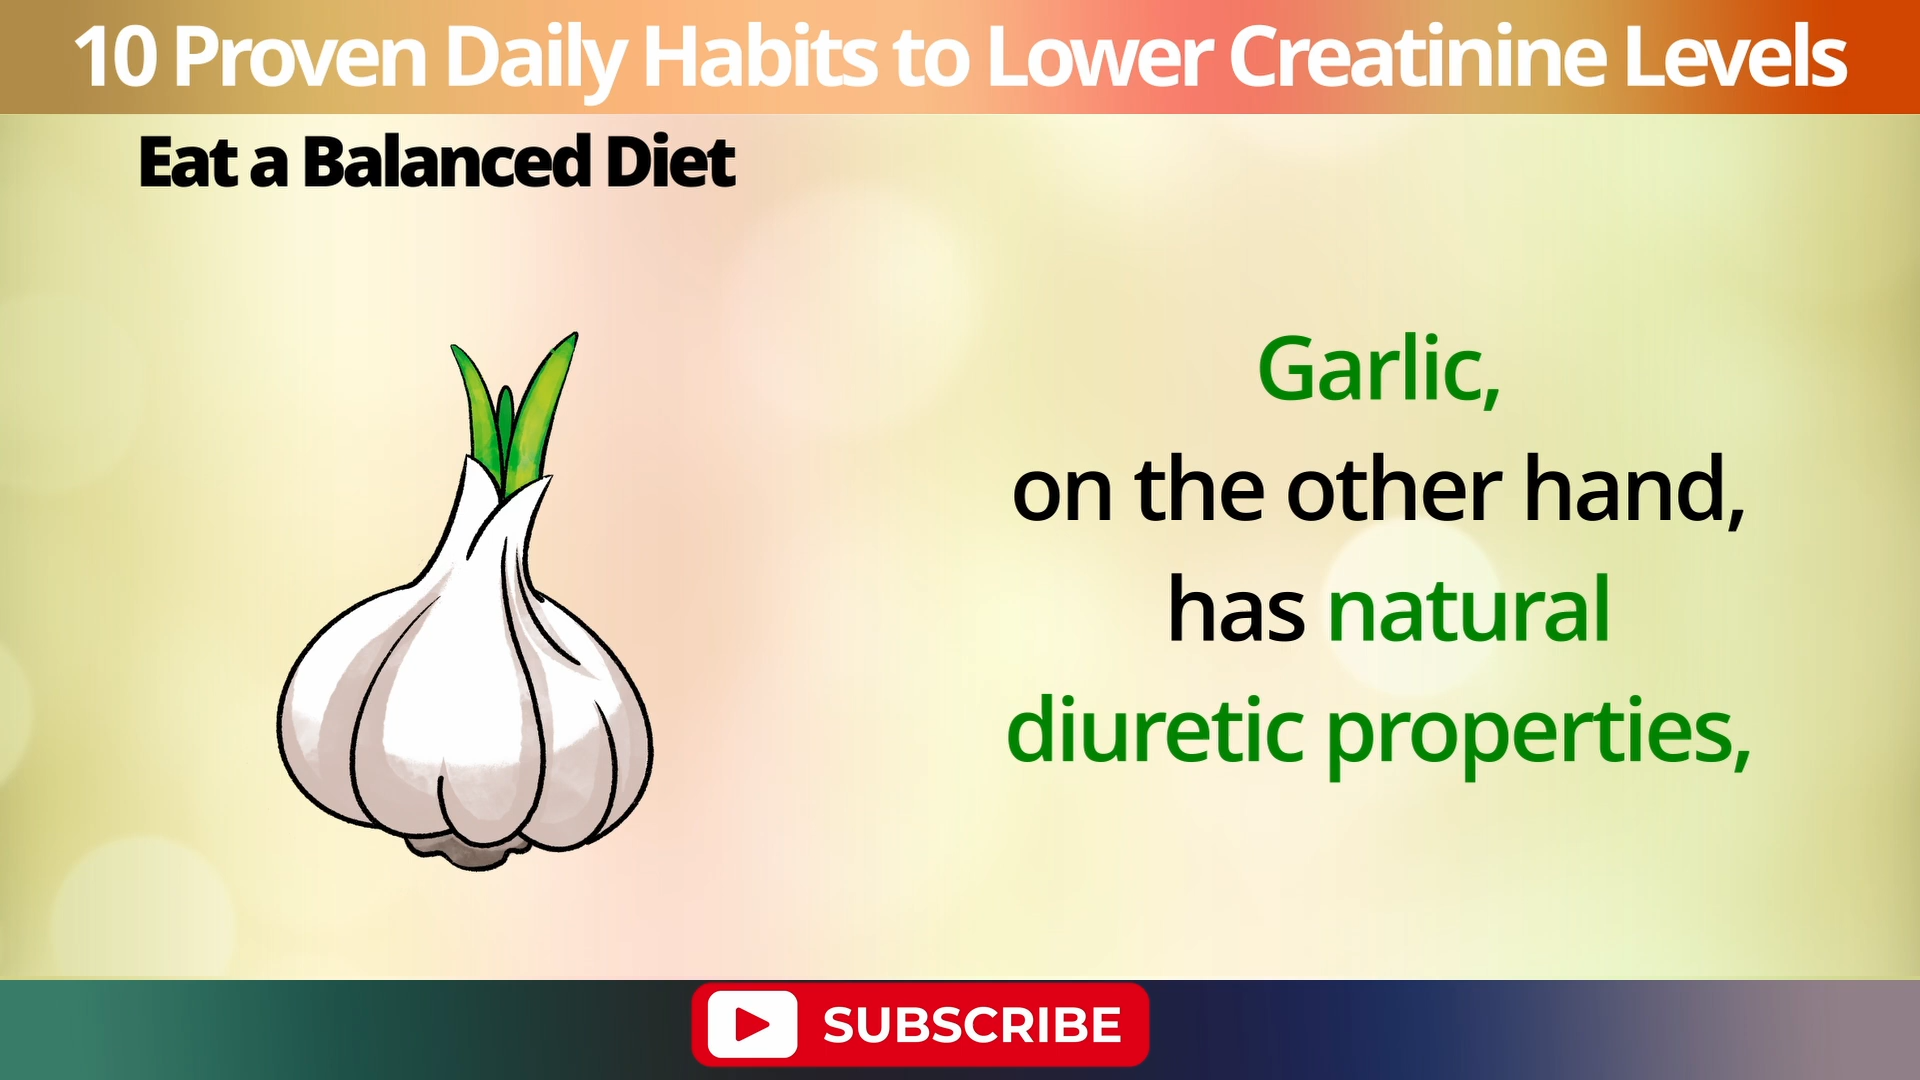 10 Proven Daily Habits to Lower Creatinine Levels
Eat a Balanced Diet
Garlic,
on the other hand,
has natural
diuretic properties,
SUBSCRIBE